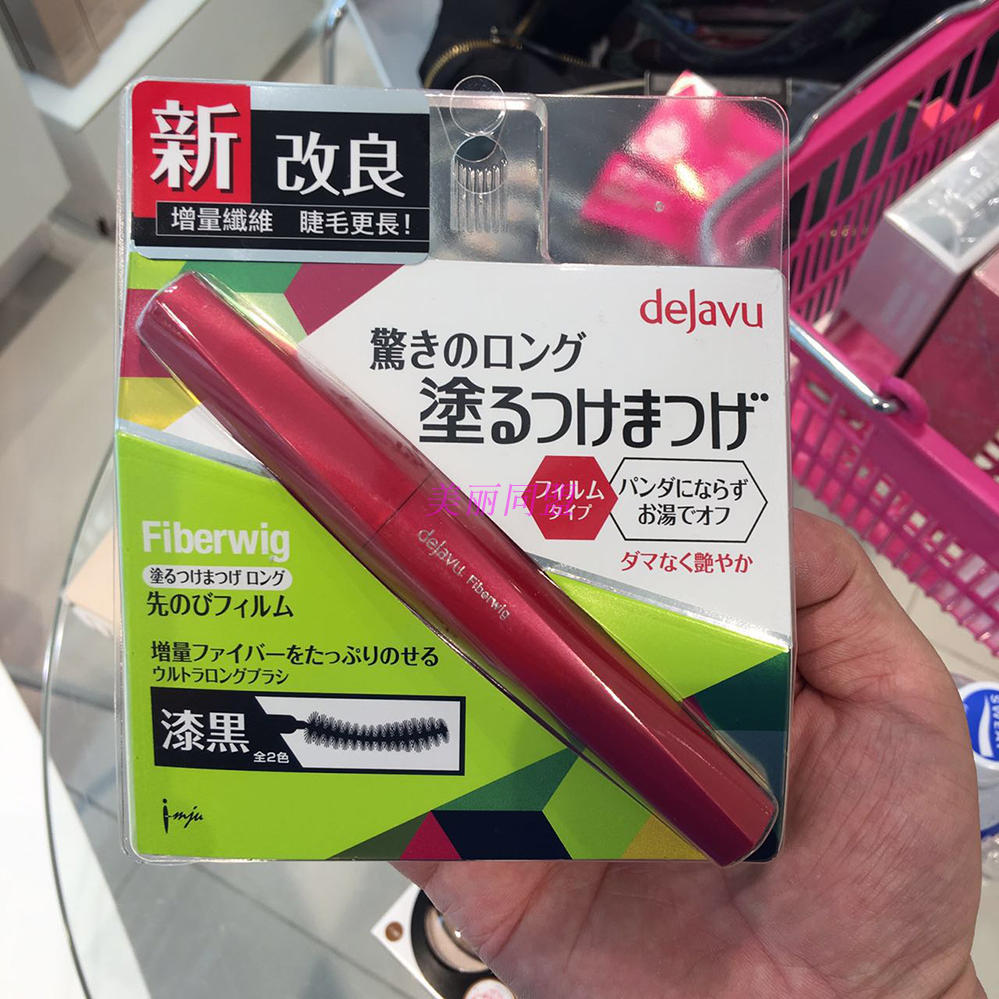 新 改良
增量纖維 睫毛更長!
dejavu
驚きのロング
塗るつけまつげ
フィルム
タイプ
パンダにならず
お湯でオフ
ダマなく艶やか
dejavu Fiberwig
Fiberwig
塗るつけまつげ ロング
先のびフィルム
増量ファイバーをたっぷりのせる
ウルトラロングブラシ
漆黒
全2色
imju
美丽同